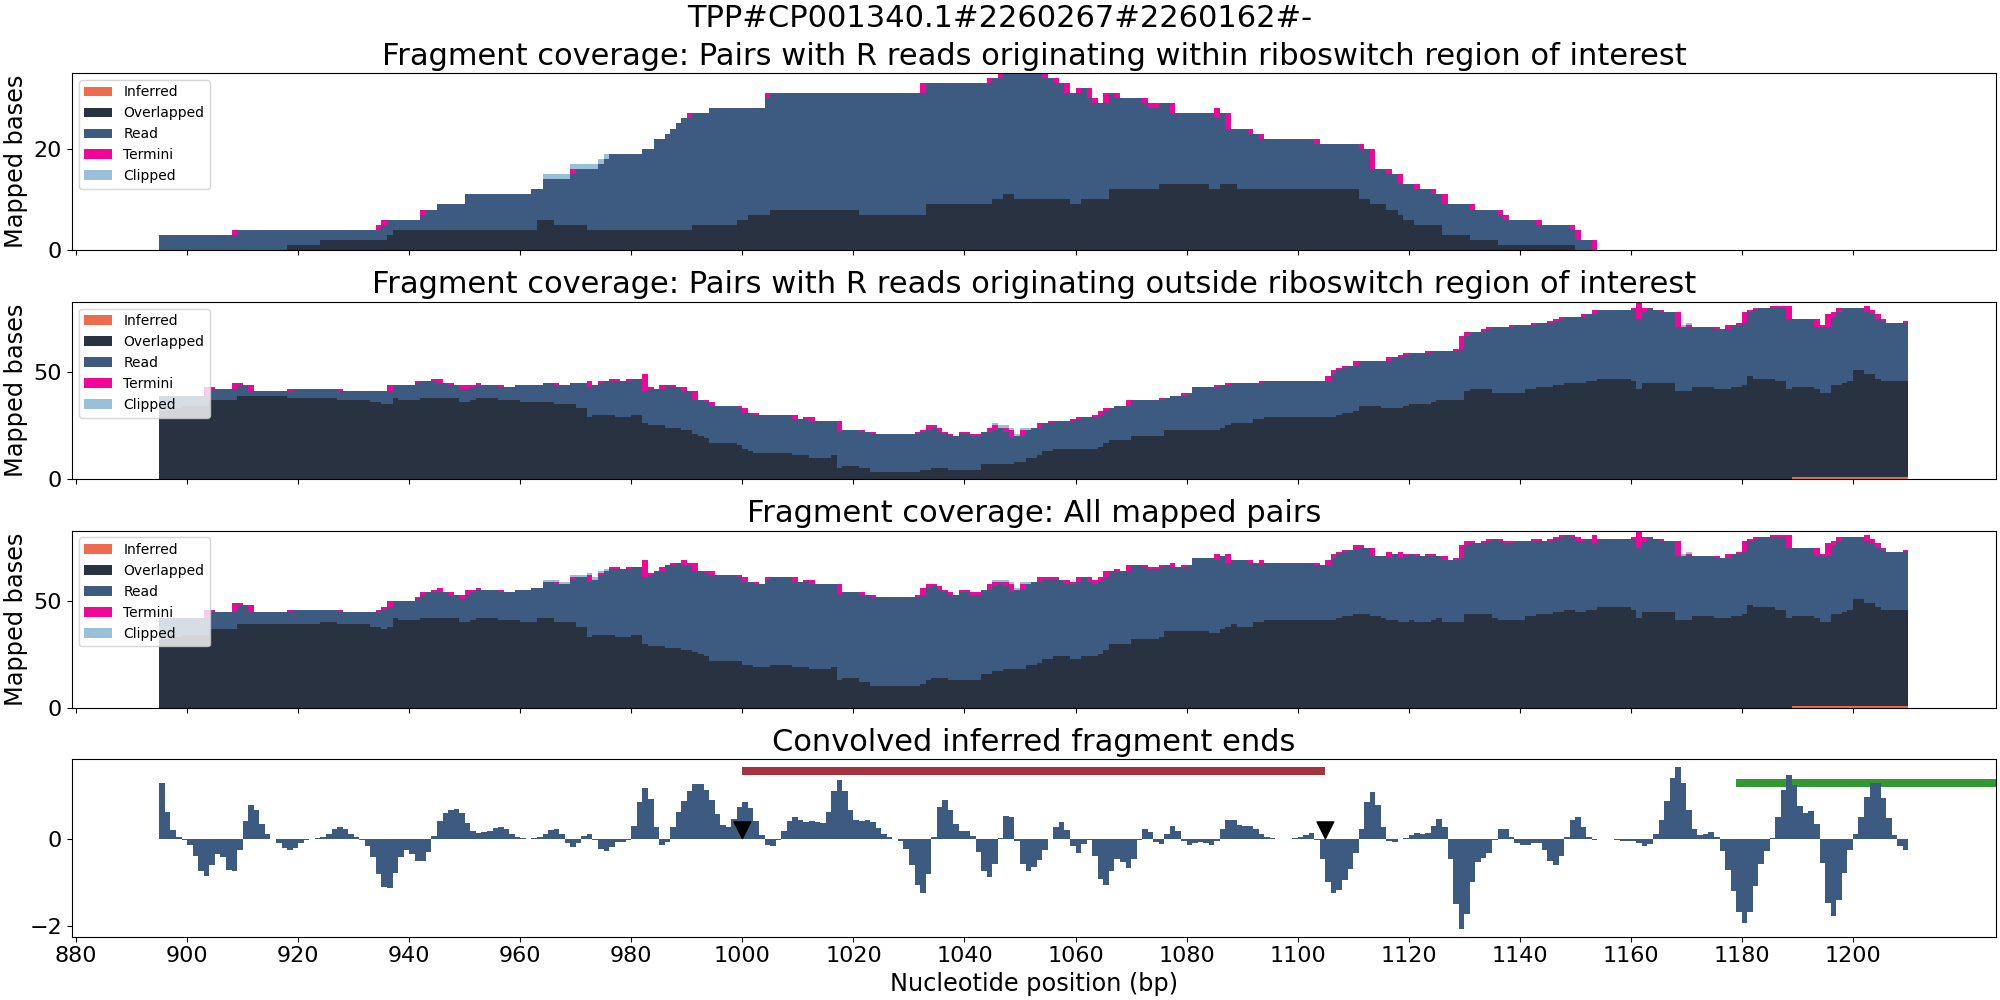 TPP#CP001340.1#2260267#2260162#-
Fragment coverage: Pairs with R reads originating within riboswitch region of interest
Mapped bases
20
0
Inferred
Overlapped
Read
Termini
Clipped
Fragment coverage: Pairs with R reads originating outside riboswitch region of interest
Mapped bases
50
0
Inferred
Overlapped
Read
Termini
Clipped
Fragment coverage: All mapped pairs
Mapped bases
50
0
Inferred
Overlapped
Read
Termini
Clipped
Convolved inferred fragment ends
0
−2
880 900 920 940 960 980 1000 1020 1040 1060 1080 1100 1120 1140 1160 1180 1200
Nucleotide position (bp)